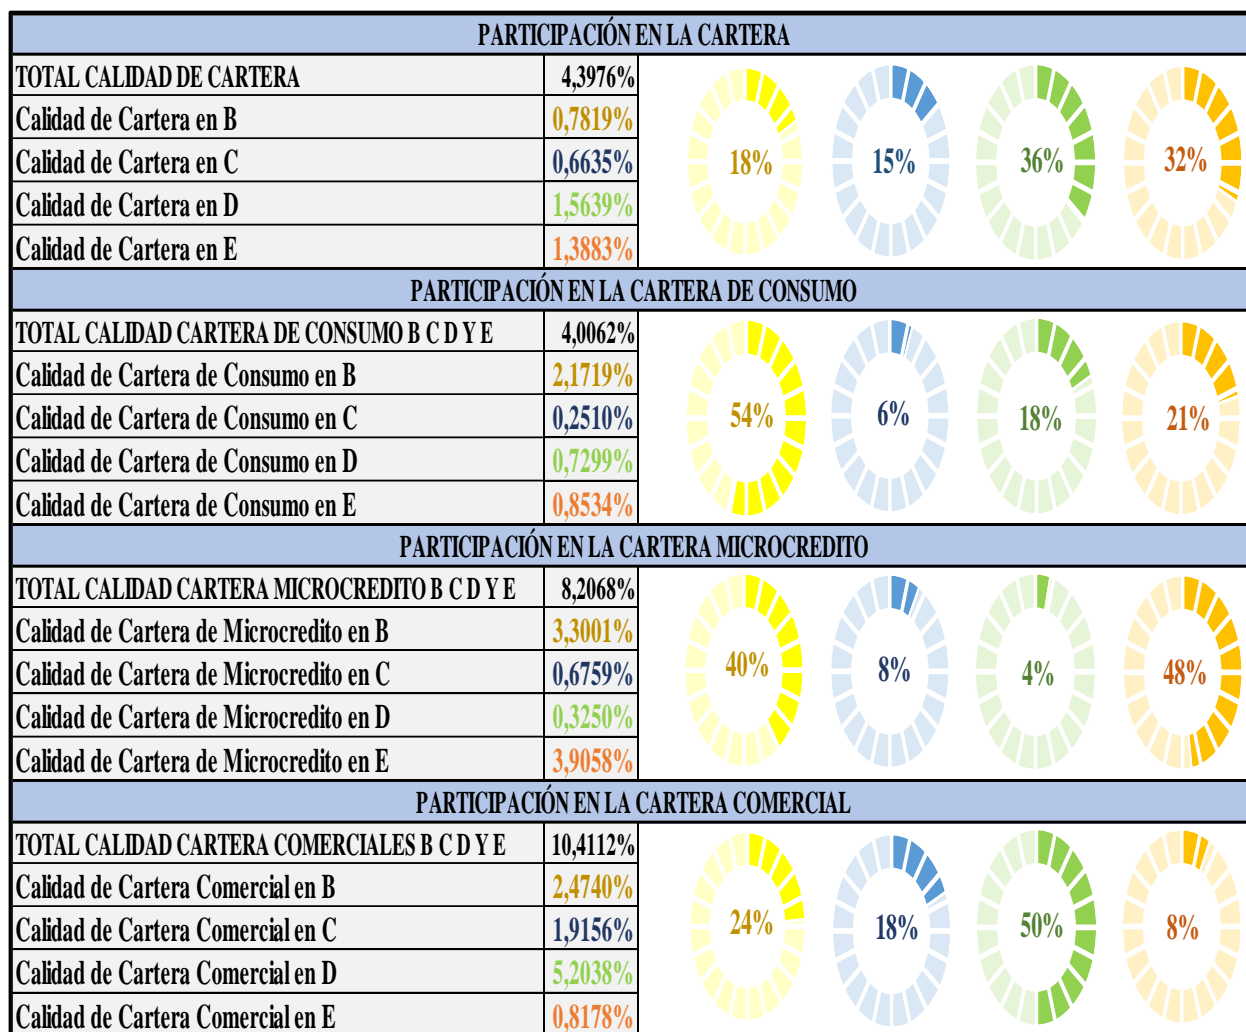 PARTICIPACIÓN EN LA CARTERA
TOTAL CALIDAD DE CARTERA 4,3976%
Calidad de Cartera en B 0,7819%
Calidad de Cartera en C 0,6635%
Calidad de Cartera en D 1,5639%
Calidad de Cartera en E 1,3883%
18% 15% 36% 32%
PARTICIPACIÓN EN LA CARTERA DE CONSUMO
TOTAL CALIDAD CARTERA DE CONSUMO B C D Y E 4,0062%
Calidad de Cartera de Consumo en B 2,1719%
Calidad de Cartera de Consumo en C 0,2510%
Calidad de Cartera de Consumo en D 0,7299%
Calidad de Cartera de Consumo en E 0,8534%
54% 6% 18% 21%
PARTICIPACIÓN EN LA CARTERA MICROCREDITO
TOTAL CALIDAD CARTERA MICROCREDITO B C D Y E 8,2068%
Calidad de Cartera de Microcredito en B 3,3001%
Calidad de Cartera de Microcredito en C 0,6759%
Calidad de Cartera de Microcredito en D 0,3250%
Calidad de Cartera de Microcredito en E 3,9058%
40% 8% 4% 48%
PARTICIPACIÓN EN LA CARTERA COMERCIAL
TOTAL CALIDAD CARTERA COMERCIALES B C D Y E 10,4112%
Calidad de Cartera Comercial en B 2,4740%
Calidad de Cartera Comercial en C 1,9156%
Calidad de Cartera Comercial en D 5,2038%
Calidad de Cartera Comercial en E 0,8178%
24% 18% 50% 8%